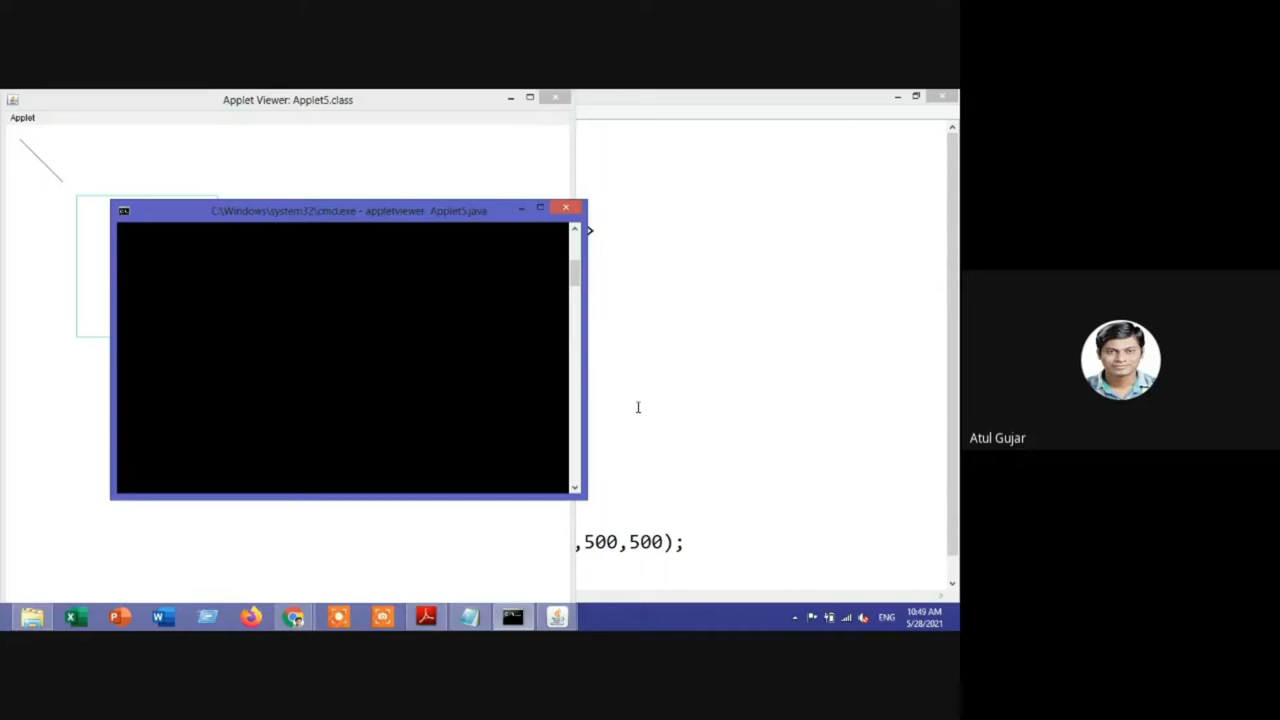 Applet Viewer: Applet5.class
Applet
C:\Windows\system32\cmd.exe - appletviewer Applet5.java
>
,500,500);
Atul Gujar
ENG
10:49 AM
5/28/2021